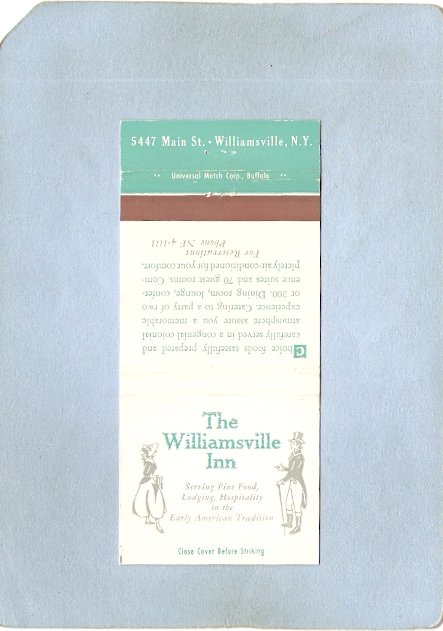 5447 Main St. • Williamsville, N.Y.
Universal Match Corp., Buffalo
Choice foods tastefully prepared and
carefully served in a congenial colonial
atmosphere assure you a memorable
experience. Catering to a party of two
or 200. Dining room, lounge, confer-
ence suites and 70 guest rooms. Com-
pletely air-conditioned for your comfort.
For Reservations
Phone NF 4-1111
The
Williamsville
Inn
Serving Fine Food,
Lodging, Hospitality
in the
Early American Tradition
Close Cover Before Striking